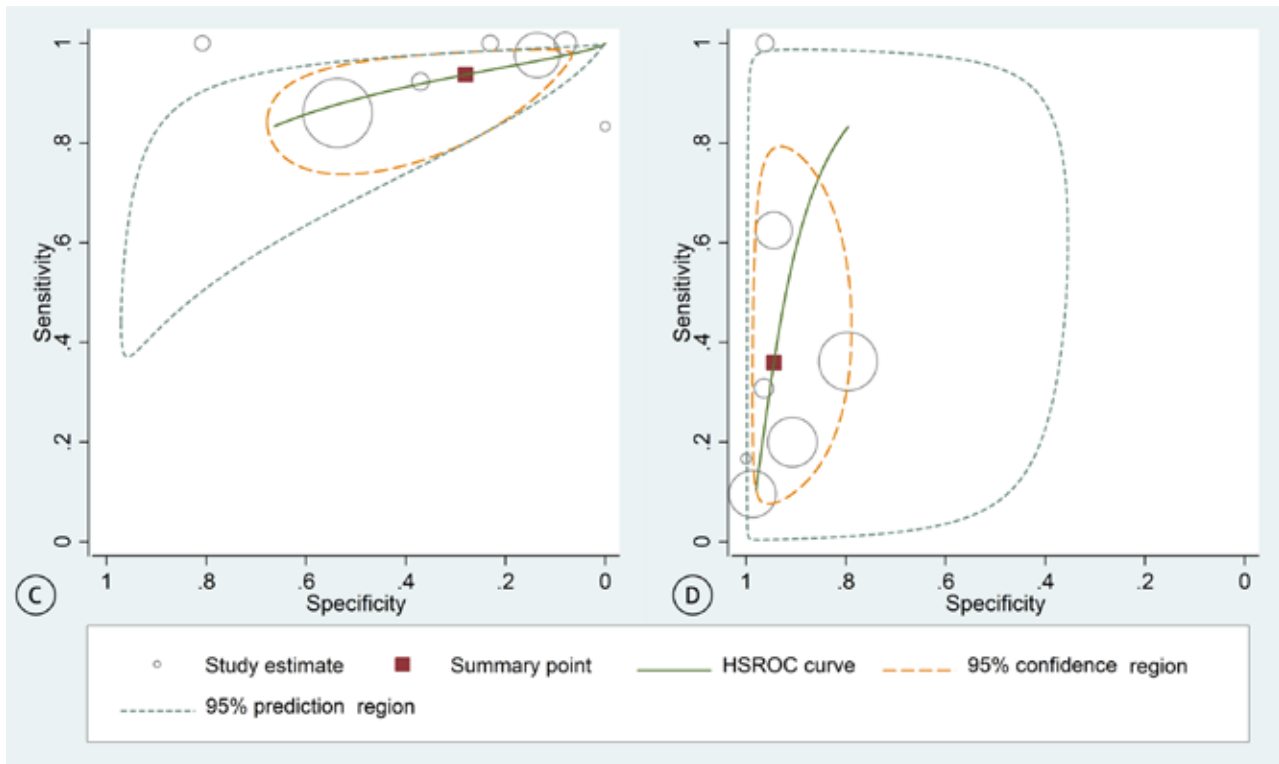 1
.8
.6
.4
.2
0
Sensitivity
1 .8 .6 .4 .2 0
Specificity
C
1
.8
.6
.4
.2
0
Sensitivity
1 .8 .6 .4 .2 0
Specificity
D
Study estimate Summary point HSROC curve 95% confidence region
95% prediction region